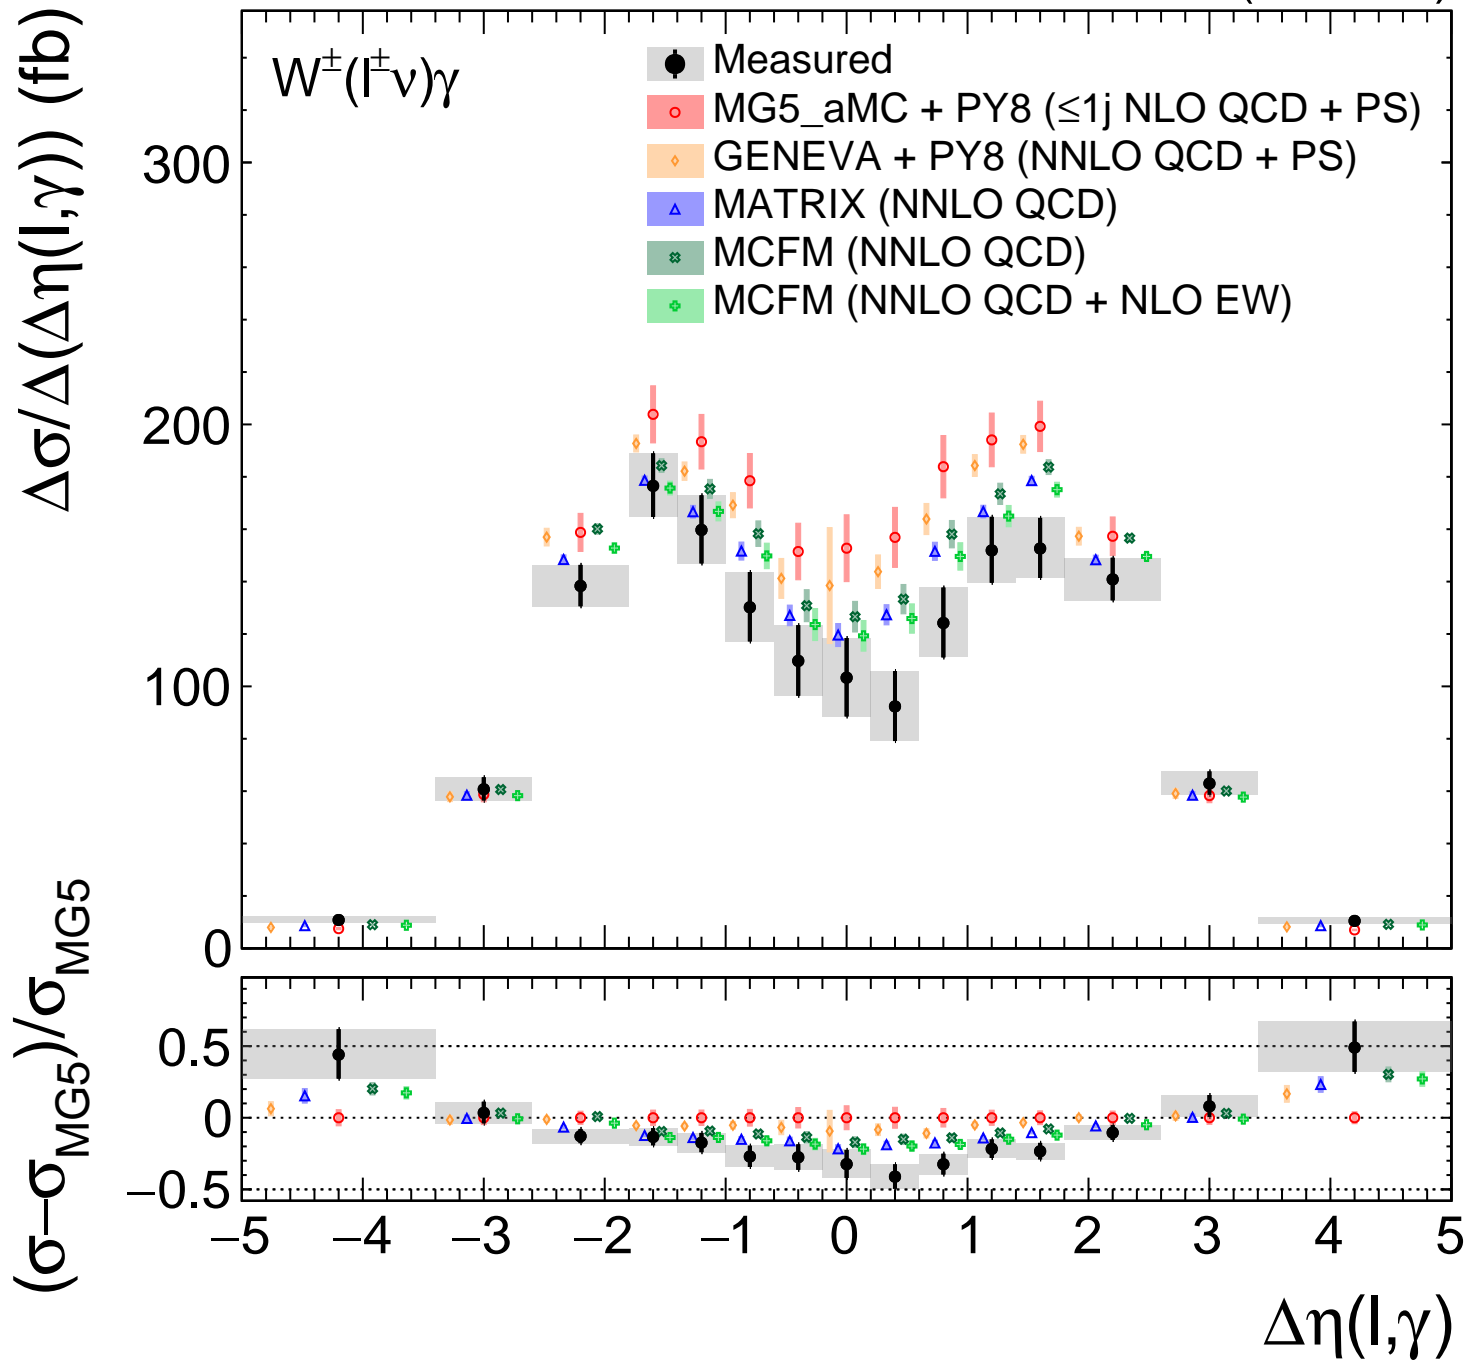 W±(l±ν)γ
Measured
MG5_aMC + PY8 (≤1j NLO QCD + PS)
GENEVA + PY8 (NNLO QCD + PS)
MATRIX (NNLO QCD)
MCFM (NNLO QCD)
MCFM (NNLO QCD + NLO EW)
Δσ/Δ(Δη(l,γ)) (fb)
300
200
100
0
(σ−σMG5)/σMG5
0.5
0
−0.5
−5 −4 −3 −2 −1 0 1 2 3 4 5
Δη(l,γ)